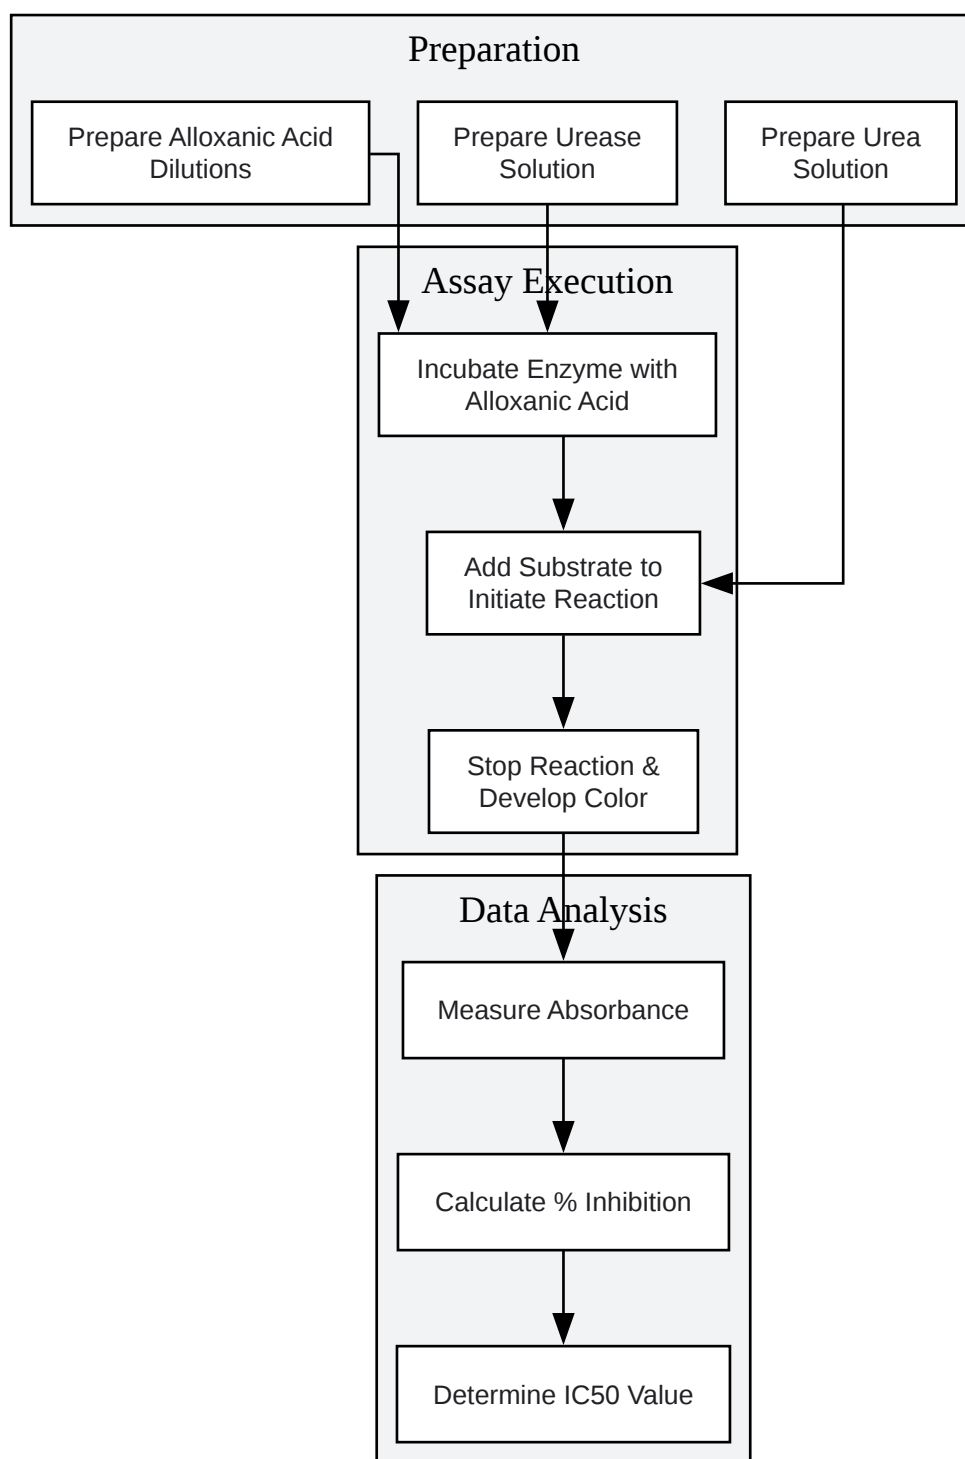 Preparation
Prepare Alloxanic Acid
Dilutions
Prepare Urease
Solution
Prepare Urea
Solution
Assay Execution
Incubate Enzyme with
Alloxanic Acid
Add Substrate to
Initiate Reaction
Stop Reaction &
Develop Color
Data Analysis
Measure Absorbance
Calculate % Inhibition
Determine IC50 Value